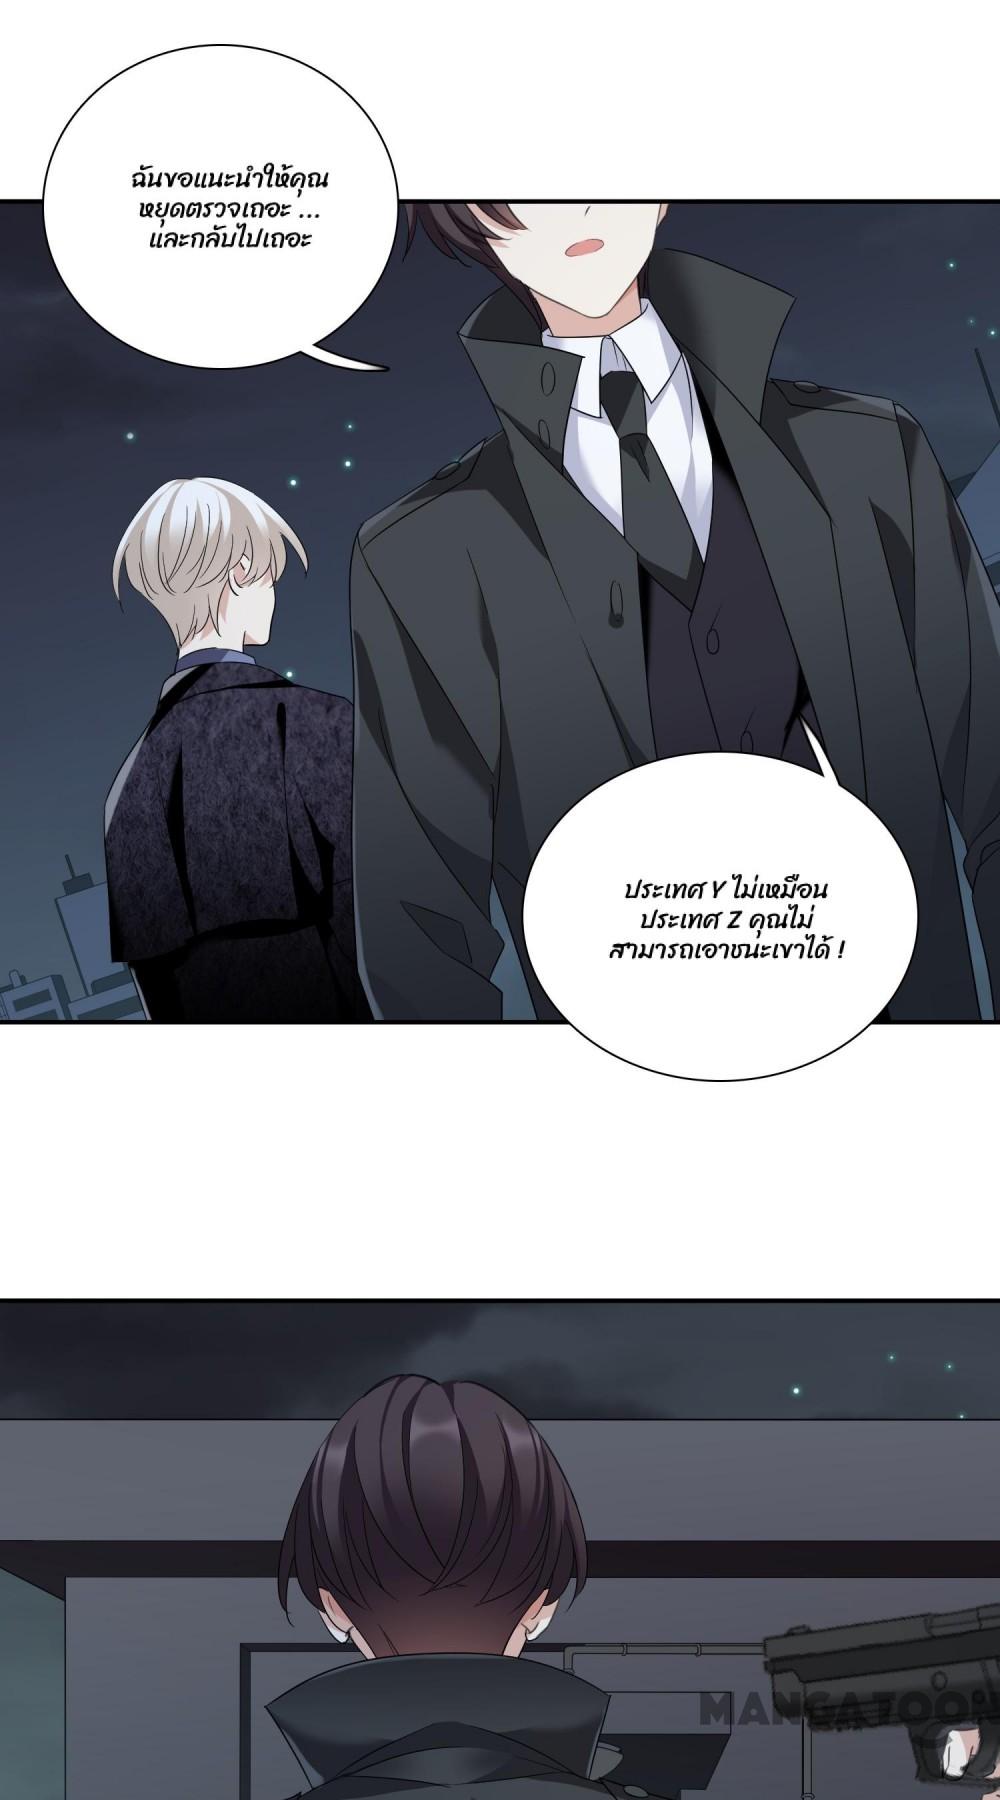 ฉันขอแนะนำให้คุณ
หยุดตรวจเถอะ ...
และกลับไปเถอะ
ประเทศ Y ไม่เหมือน
ประเทศ Z คุณไม่
สามารถเอาชนะเขาได้ !
MANGATOON